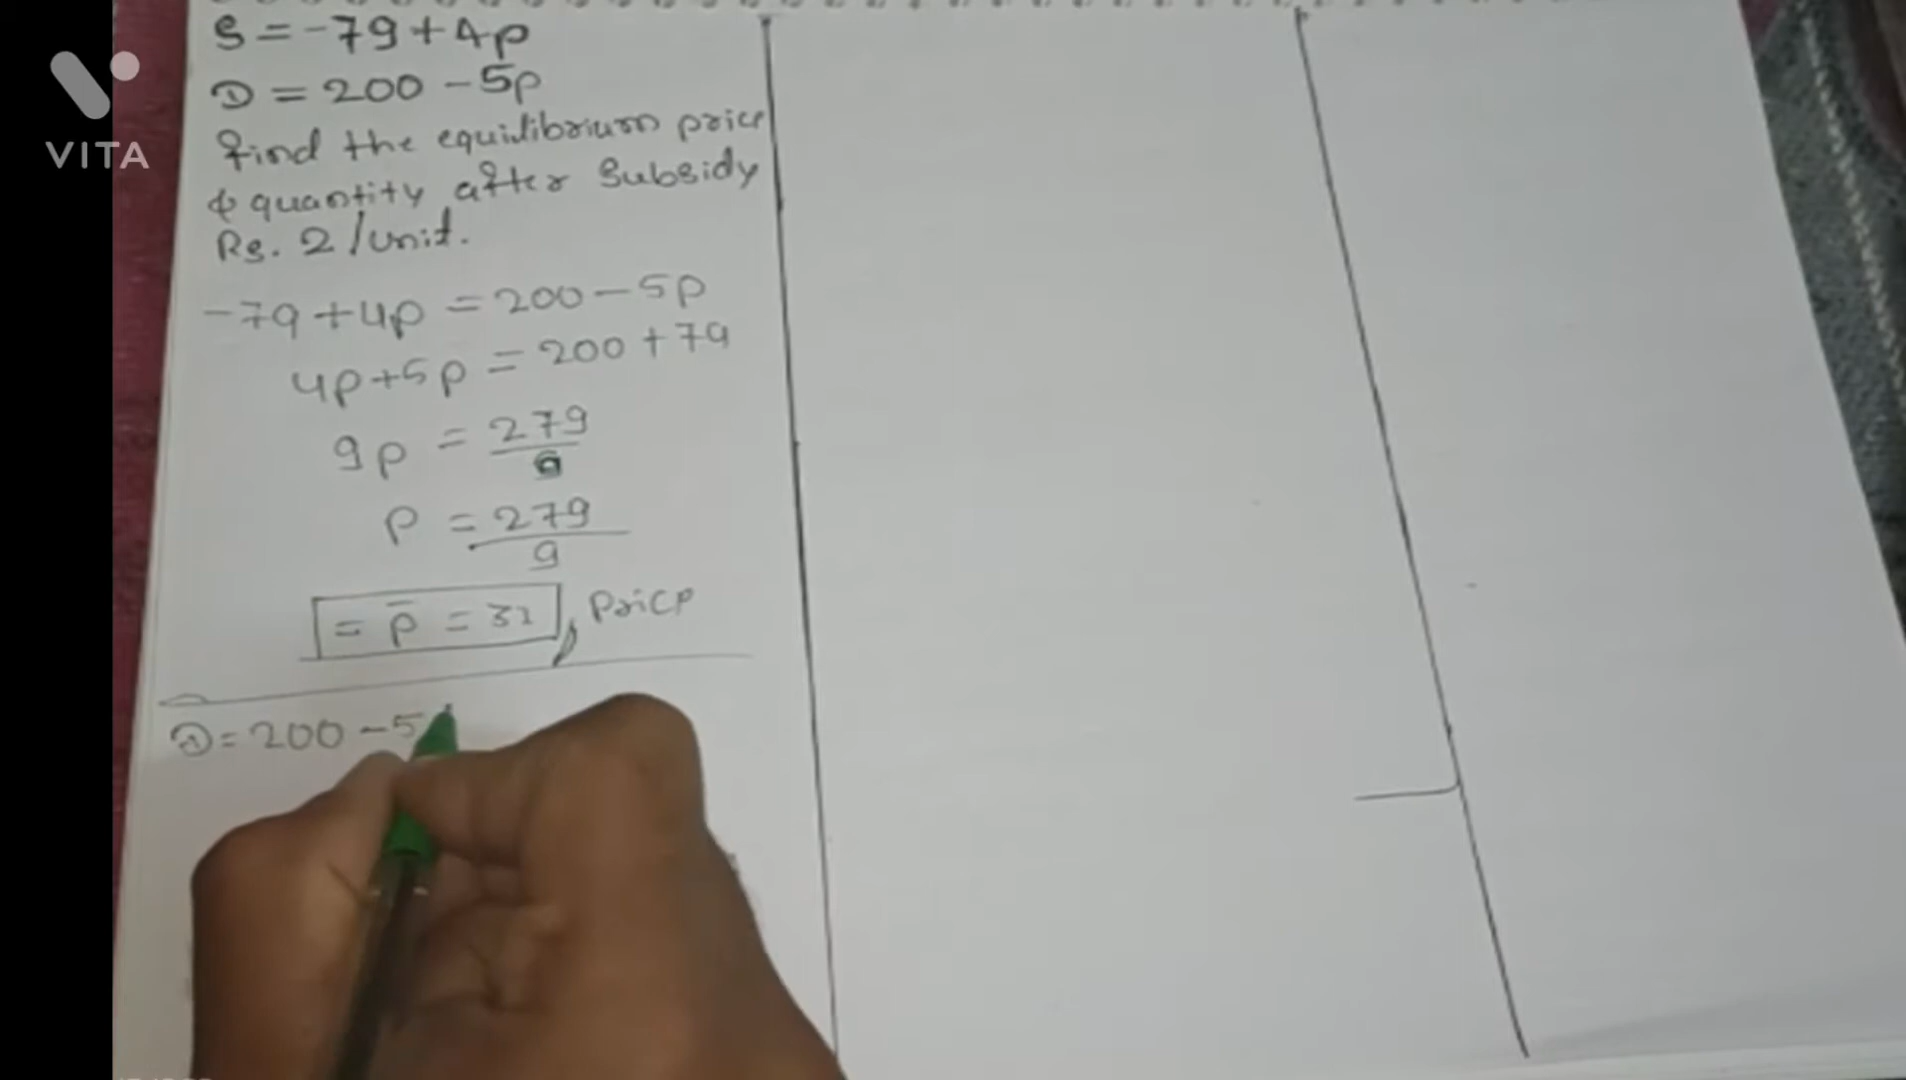 VITA
S = -79 + 4p
D = 200 - 5p
find the equilibrium price
& quantity after Subsidy
Rs. 2 / unit.
-79 + 4p = 200 - 5p
4p + 5p = 200 + 79
9p = 279 / 9
P = 279 / 9
= p̄ = 31, Price
D = 200 - 5